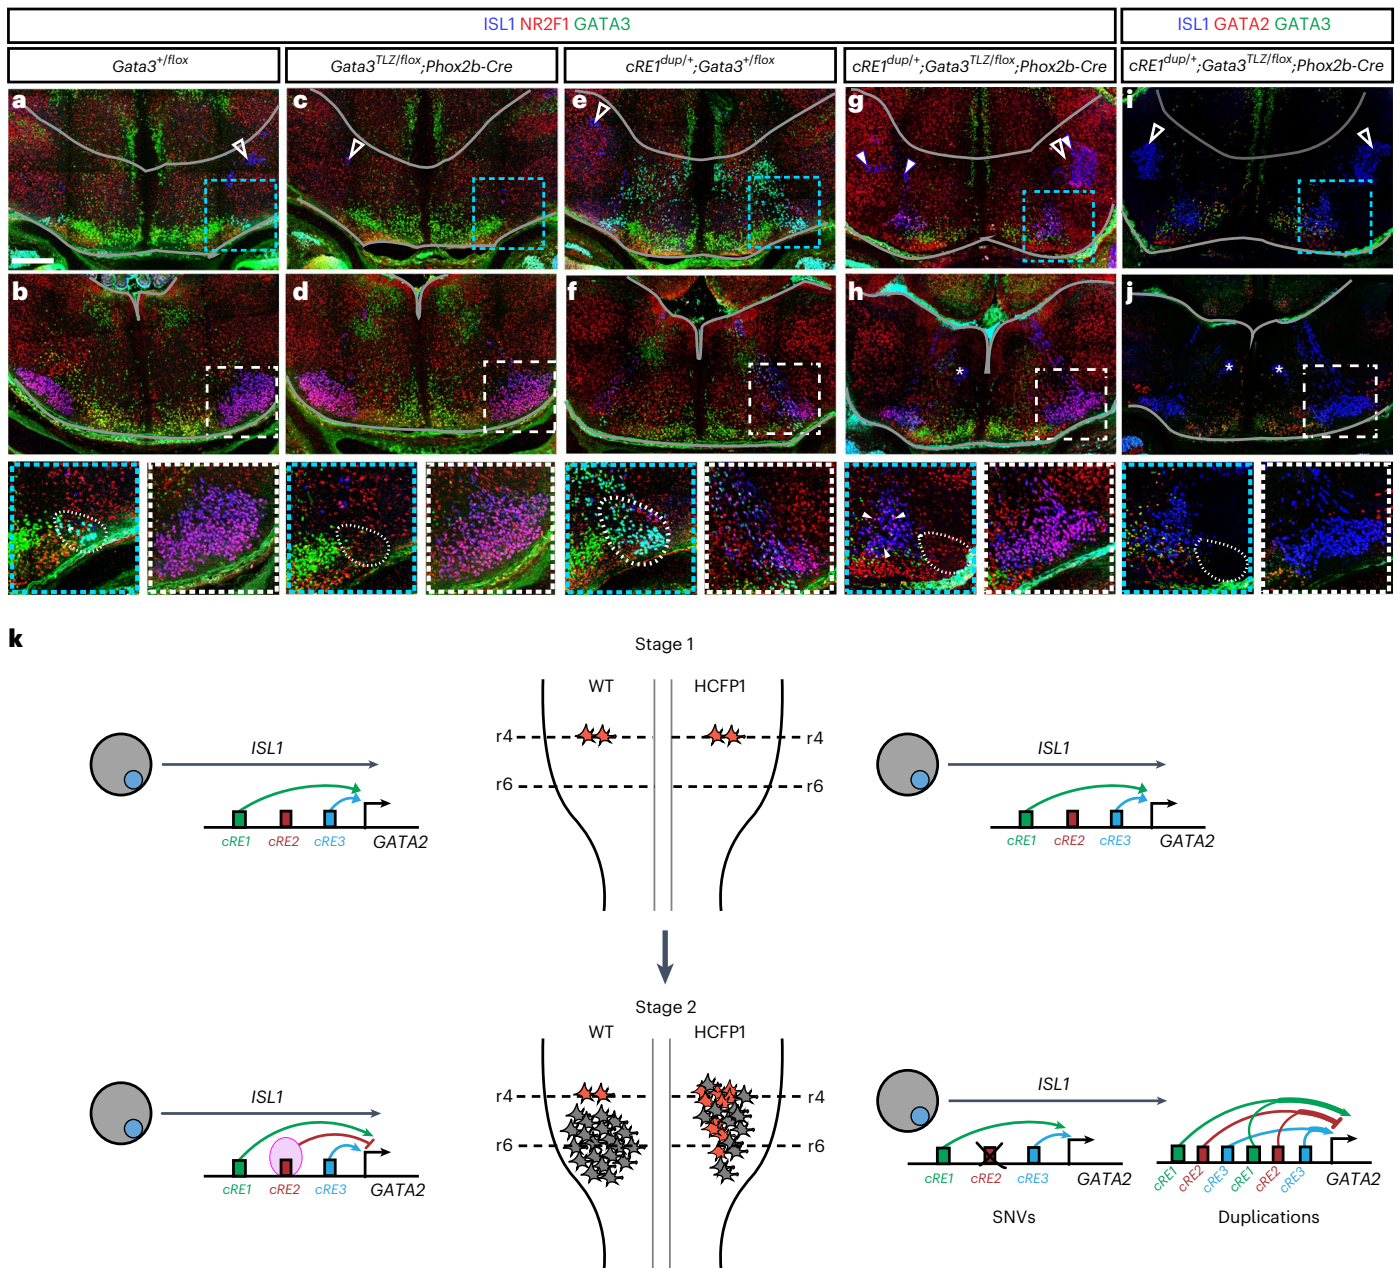 ISL1 NR2F1 GATA3
ISL1 GATA2 GATA3
Gata3+/flox
Gata3TLZ/flox;Phox2b-Cre
cRE1dup/+;Gata3+/flox
cRE1dup/+;Gata3TLZ/flox;Phox2b-Cre
cRE1dup/+;Gata3TLZ/flox;Phox2b-Cre
a
c
e
g
i
b
d
f
h
j
*
* *
k
Stage 1
WT HCFP1
r4 r4
r6 r6
ISL1
cRE1 cRE2 cRE3 GATA2
ISL1
cRE1 cRE2 cRE3 GATA2
Stage 2
WT HCFP1
r4 r4
r6 r6
ISL1
cRE1 cRE2 cRE3 GATA2
ISL1
cRE1 cRE2 cRE3 GATA2
SNVs
cRE1 cRE2 cRE3 cRE1 cRE2 cRE3 GATA2
Duplications